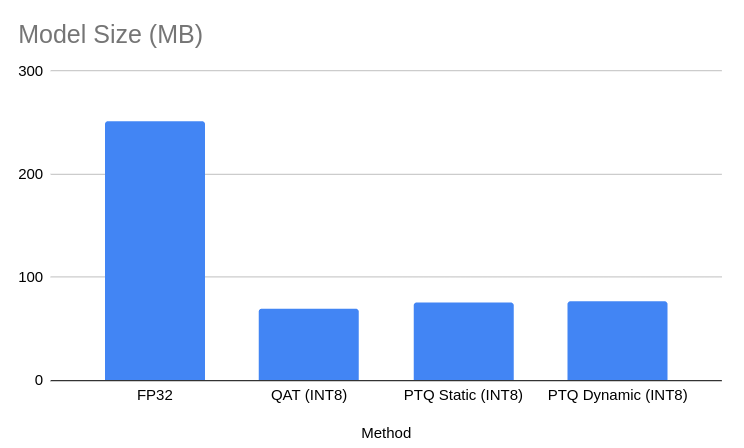 Model Size (MB)
300
200
100
0
FP32
QAT (INT8)
PTQ Static (INT8)
PTQ Dynamic (INT8)
Method